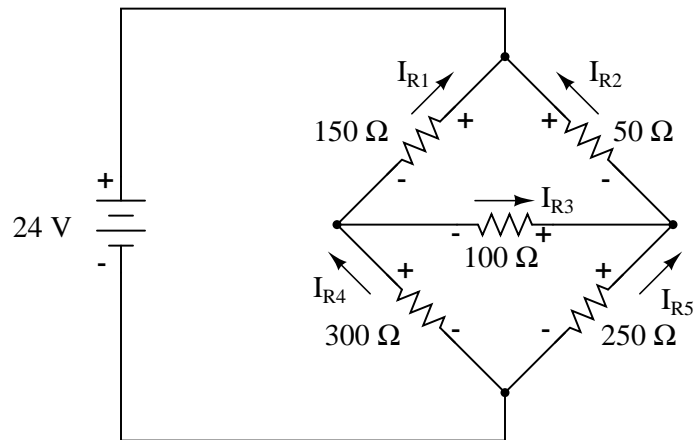 I_R1 I_R2
+ +
150 Ω 50 Ω
- -
+
24 V
-
I_R3
- +
100 Ω
+ +
I_R4 I_R5
- -
300 Ω 250 Ω